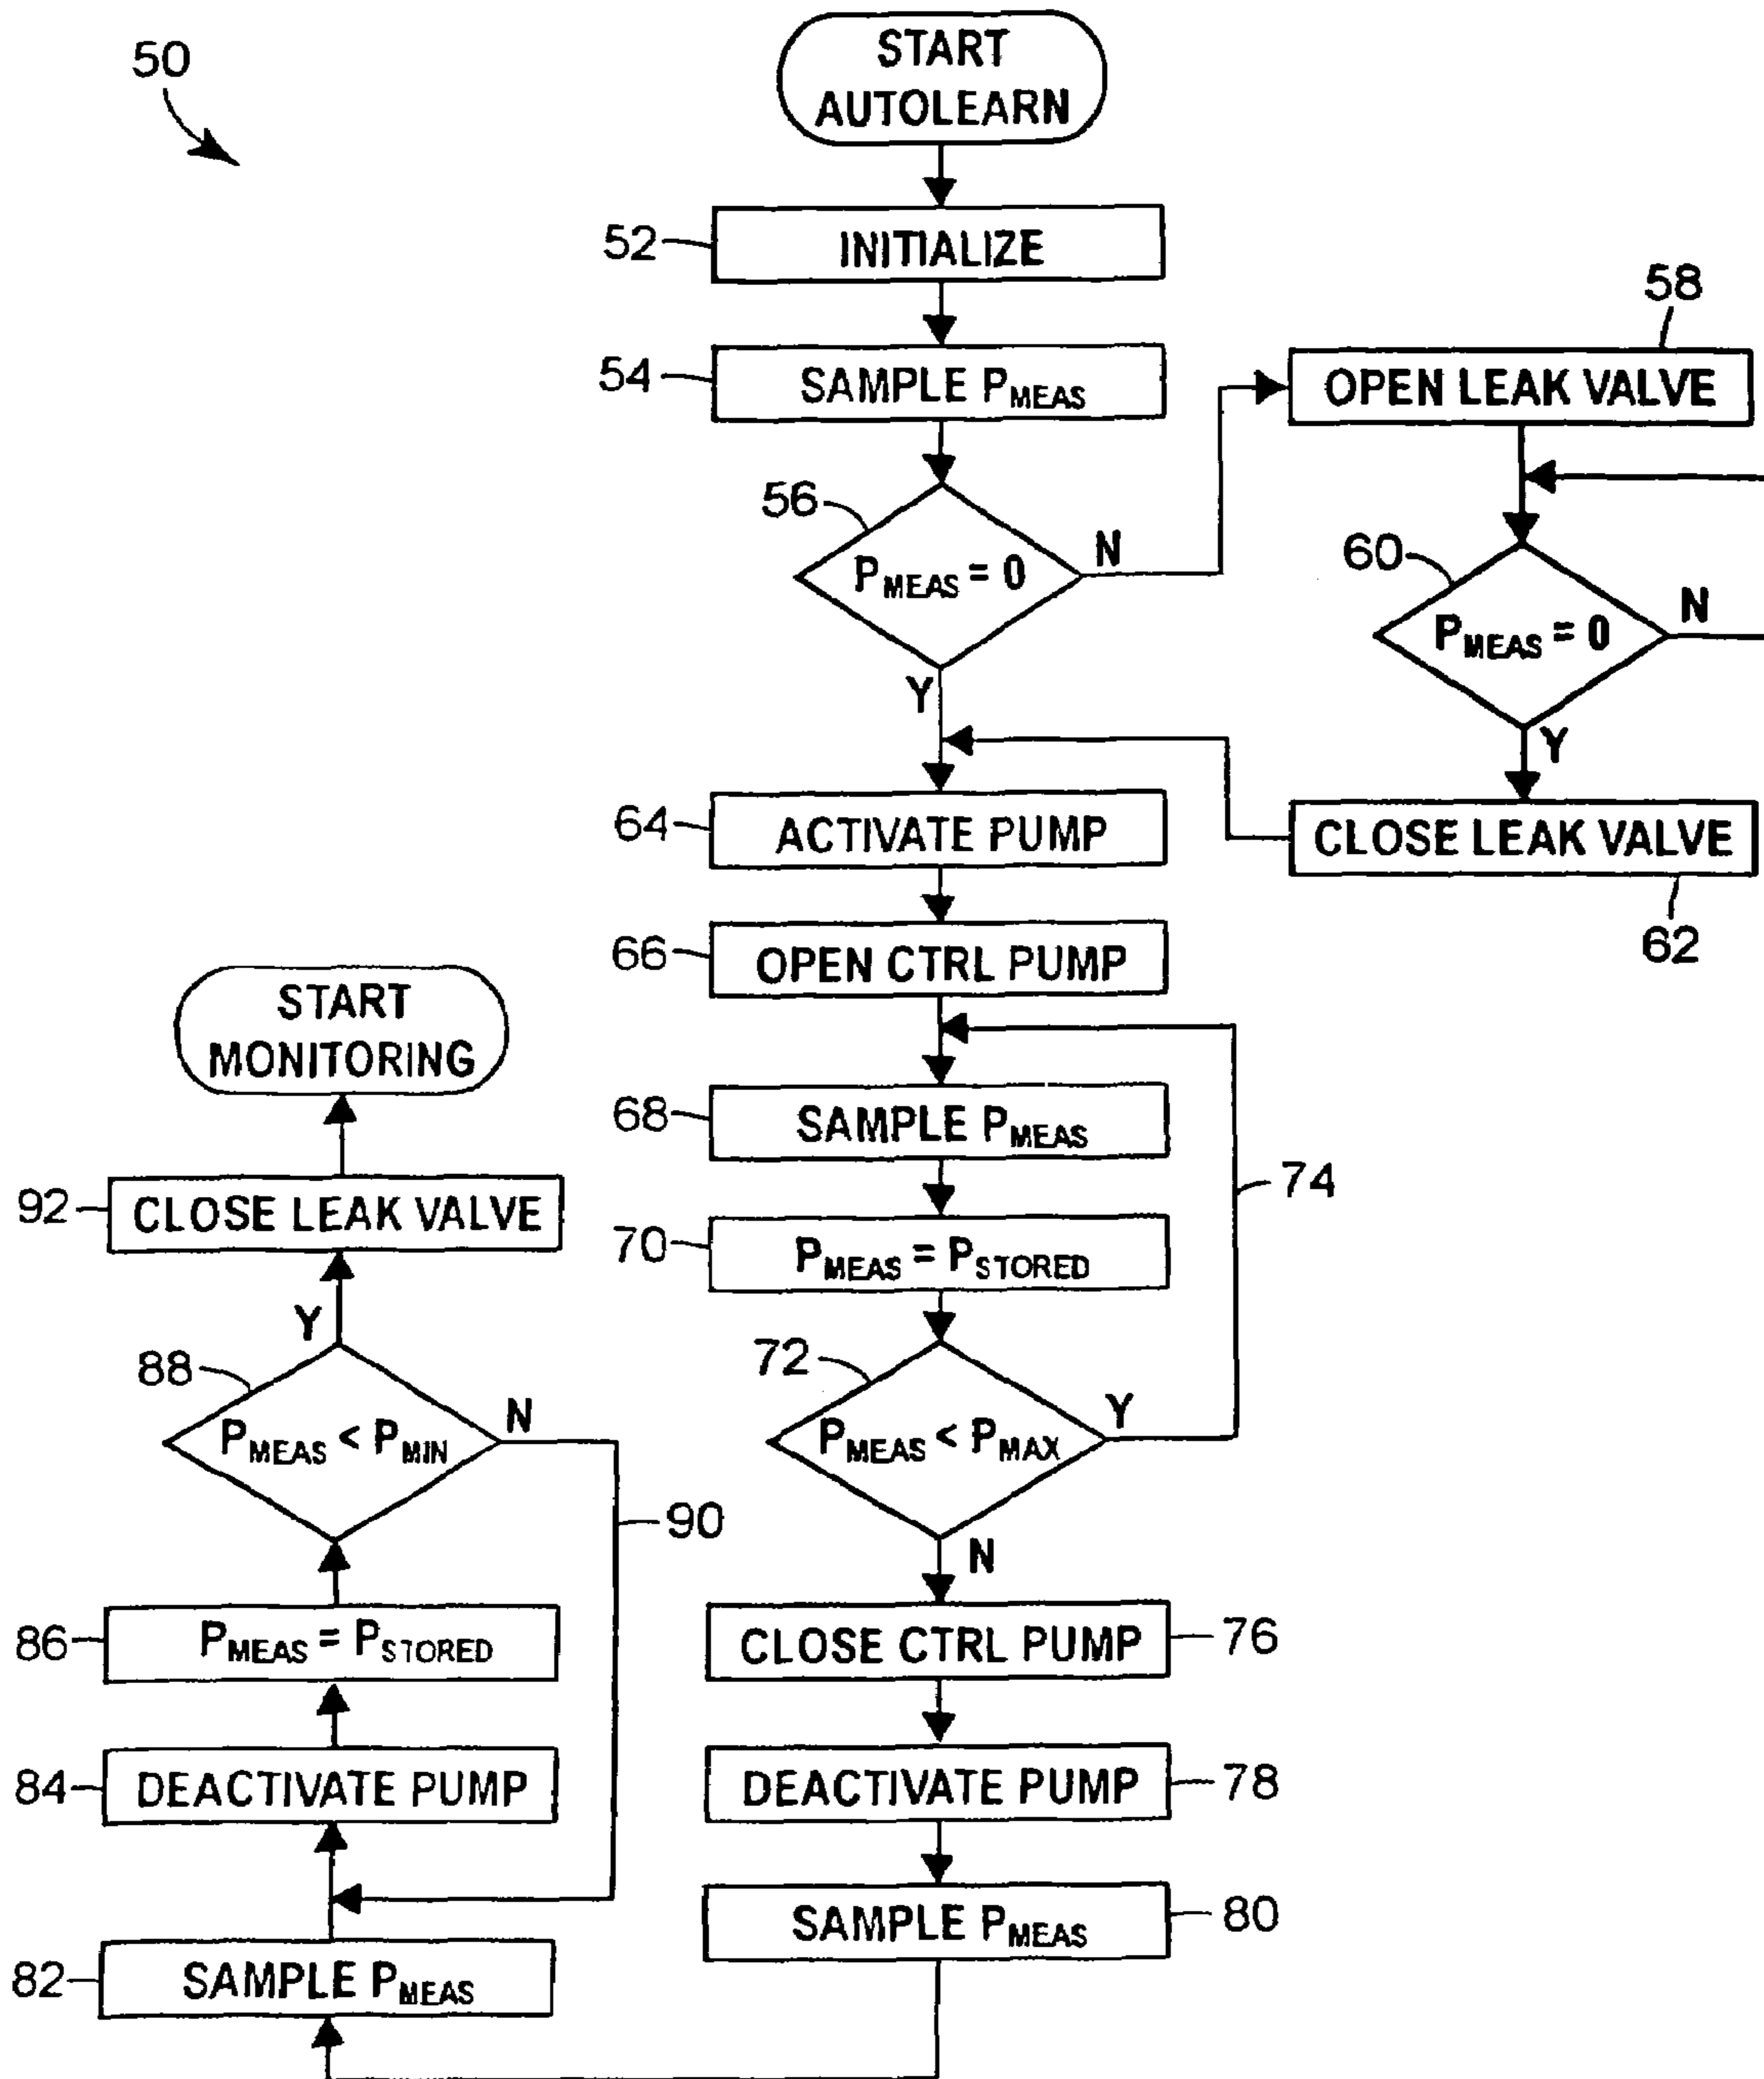 50
START
AUTOLEARN
52
INITIALIZE
54
SAMPLE PMEAS
56
PMEAS = 0
N
Y
58
OPEN LEAK VALVE
60
PMEAS = 0
N
Y
CLOSE LEAK VALVE
62
64
ACTIVATE PUMP
66
OPEN CTRL PUMP
68
SAMPLE PMEAS
70
PMEAS = PSTORED
72
PMEAS < PMAX
Y
74
N
CLOSE CTRL PUMP
76
DEACTIVATE PUMP
78
SAMPLE PMEAS
80
82
SAMPLE PMEAS
84
DEACTIVATE PUMP
86
PMEAS = PSTORED
88
PMEAS < PMIN
N
90
Y
92
CLOSE LEAK VALVE
START
MONITORING